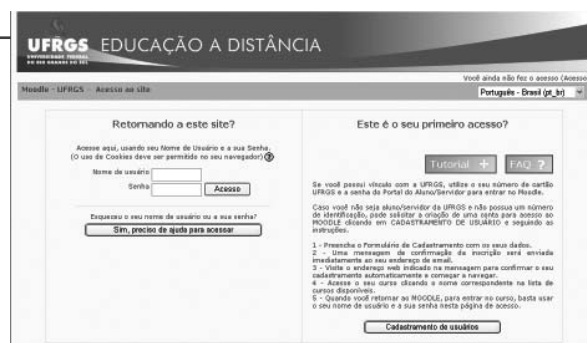 UFRGS EDUCAÇÃO A DISTÂNCIA
UNIVERSIDADE FEDERAL
DO RIO GRANDE DO SUL
Você ainda não fez o acesso (Acesso
Moodle - UFRGS - Acesso ao site
Português - Brasil (pt_br)
Retornando a este site?
Acesse aqui, usando seu Nome de Usuário e a sua Senha.
(O uso de Cookies deve ser permitido no seu navegador) ?
Nome de usuário
Senha
Acesso
Esqueceu o seu nome de usuário ou a sua senha?
Sim, preciso de ajuda para acessar
Este é o seu primeiro acesso?
Tutorial + FAQ ?
Se você possui vínculo com a UFRGS, utilize o seu número de cartão
UFRGS e a senha do Portal do Aluno/Servidor para entrar no Moodle.
Caso você não seja aluno/servidor da UFRGS e não possua um número
de identificação, pode solicitar a criação de uma conta para acesso ao
MOODLE clicando em CADASTRAMENTO DE USUÁRIO e seguindo as
instruções.
1 - Preencha o Formulário de Cadastramento com os seus dados.
2 - Uma mensagem de confirmação da inscrição será enviada
imediatamente ao seu endereço de email.
3 - Visite o endereço web indicado na mensagem para confirmar o seu
cadastramento automaticamente e começar a navegar.
4 - Acesse o seu curso clicando o nome correspondente na lista de
cursos disponíveis.
5 - Quando você retornar ao MOODLE, para entrar no curso, basta usar
o seu nome de usuário e a sua senha nesta página de acesso.
Cadastramento de usuários